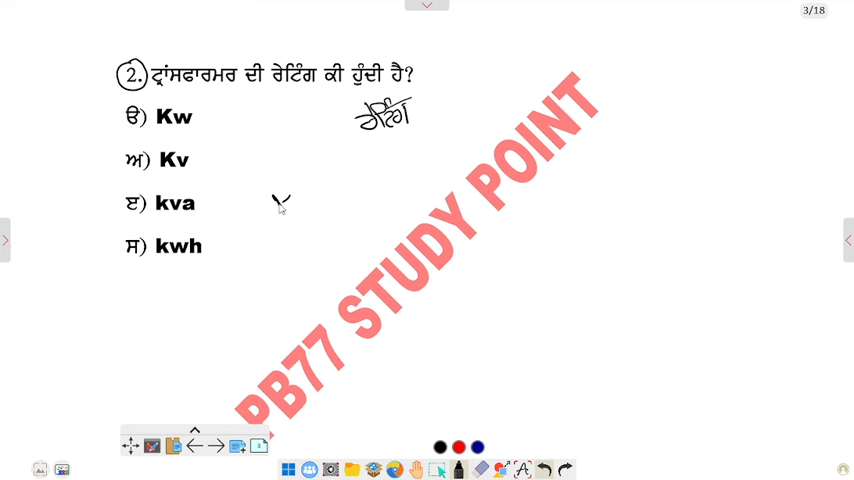 3/18
2. ਟ੍ਰਾਂਸਫਾਰਮਰ ਦੀ ਰੇਟਿੰਗ ਕੀ ਹੁੰਦੀ ਹੈ?
ੳ) Kw
ਰੇਟਿੰਗ
ਅ) Kv
ੲ) kva
ਸ) kwh
PB77 STUDY POINT